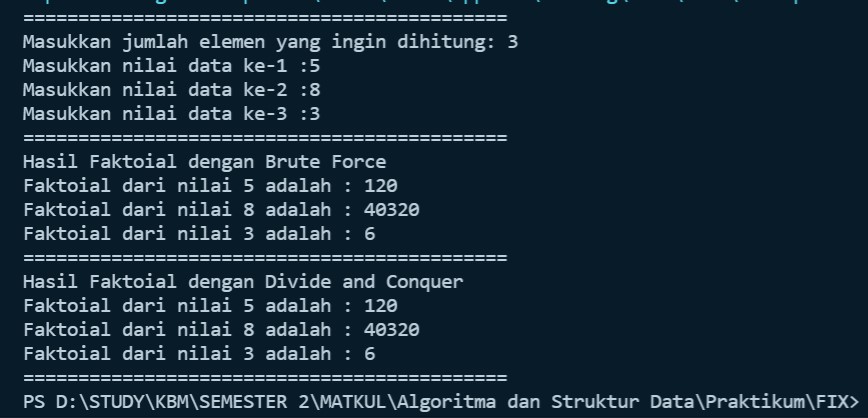 ============================================
Masukkan jumlah elemen yang ingin dihitung: 3
Masukkan nilai data ke-1 :5
Masukkan nilai data ke-2 :8
Masukkan nilai data ke-3 :3
============================================
Hasil Faktoial dengan Brute Force
Faktoial dari nilai 5 adalah : 120
Faktoial dari nilai 8 adalah : 40320
Faktoial dari nilai 3 adalah : 6
============================================
Hasil Faktoial dengan Divide and Conquer
Faktoial dari nilai 5 adalah : 120
Faktoial dari nilai 8 adalah : 40320
Faktoial dari nilai 3 adalah : 6
============================================
PS D:\STUDY\KBM\SEMESTER 2\MATKUL\Algoritma dan Struktur Data\Praktikum\FIX>